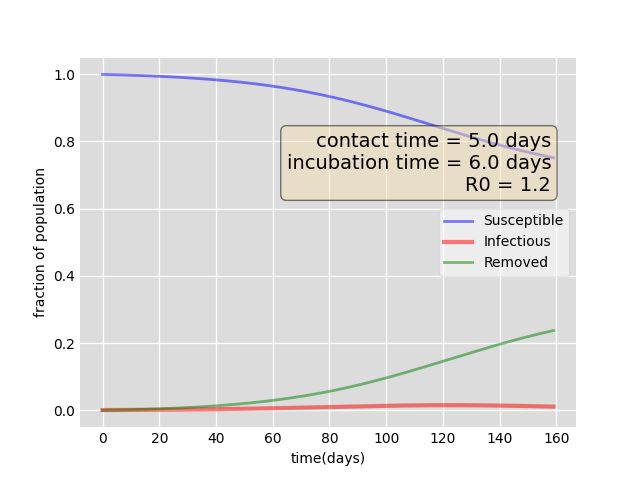 1.0
0.8
0.6
0.4
0.2
0.0
fraction of population
contact time = 5.0 days
incubation time = 6.0 days
R0 = 1.2
Susceptible
Infectious
Removed
0 20 40 60 80 100 120 140 160
time(days)